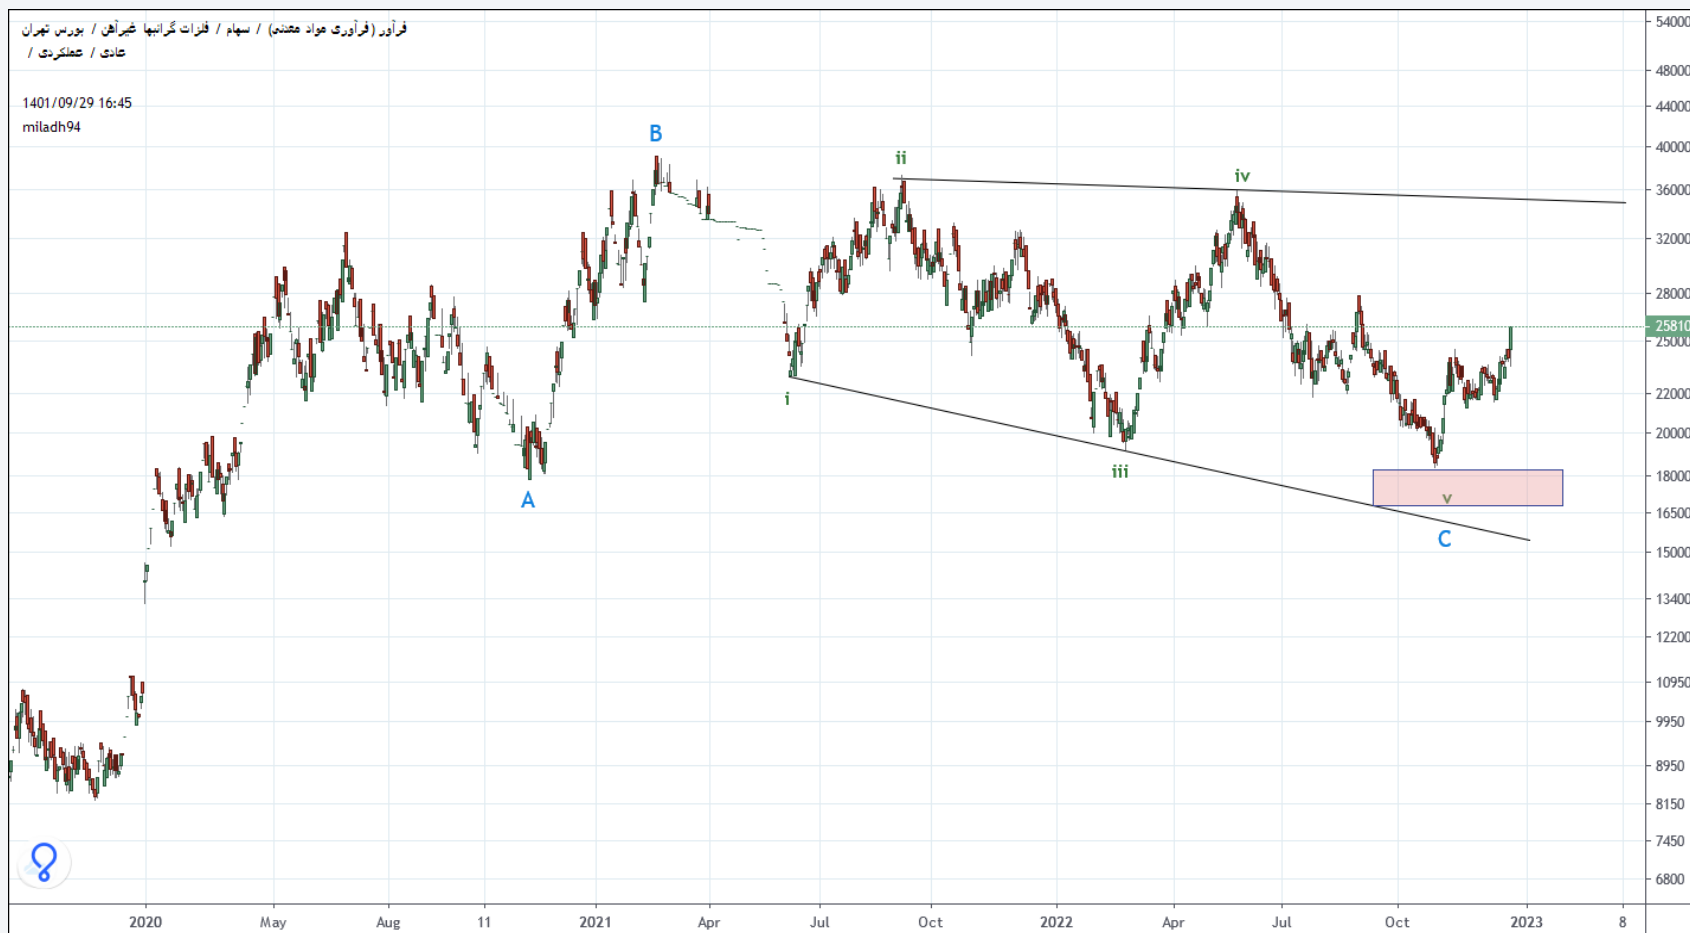 فرآور (فرآوری مواد معدنی) / سهام / فلزات گرانبها غیرآهن / بورس تهران
عادی / عملکردی /
1401/09/29 16:45
miladh94
B
ii
iv
i
A
iii
v
C
54000
48000
44000
40000
36000
32000
28000
25810
25000
22000
20000
18000
16500
15000
13400
12200
10950
9950
8950
8150
7450
6800
2020 May Aug 11 2021 Apr Jul Oct 2022 Apr Jul Oct 2023 8